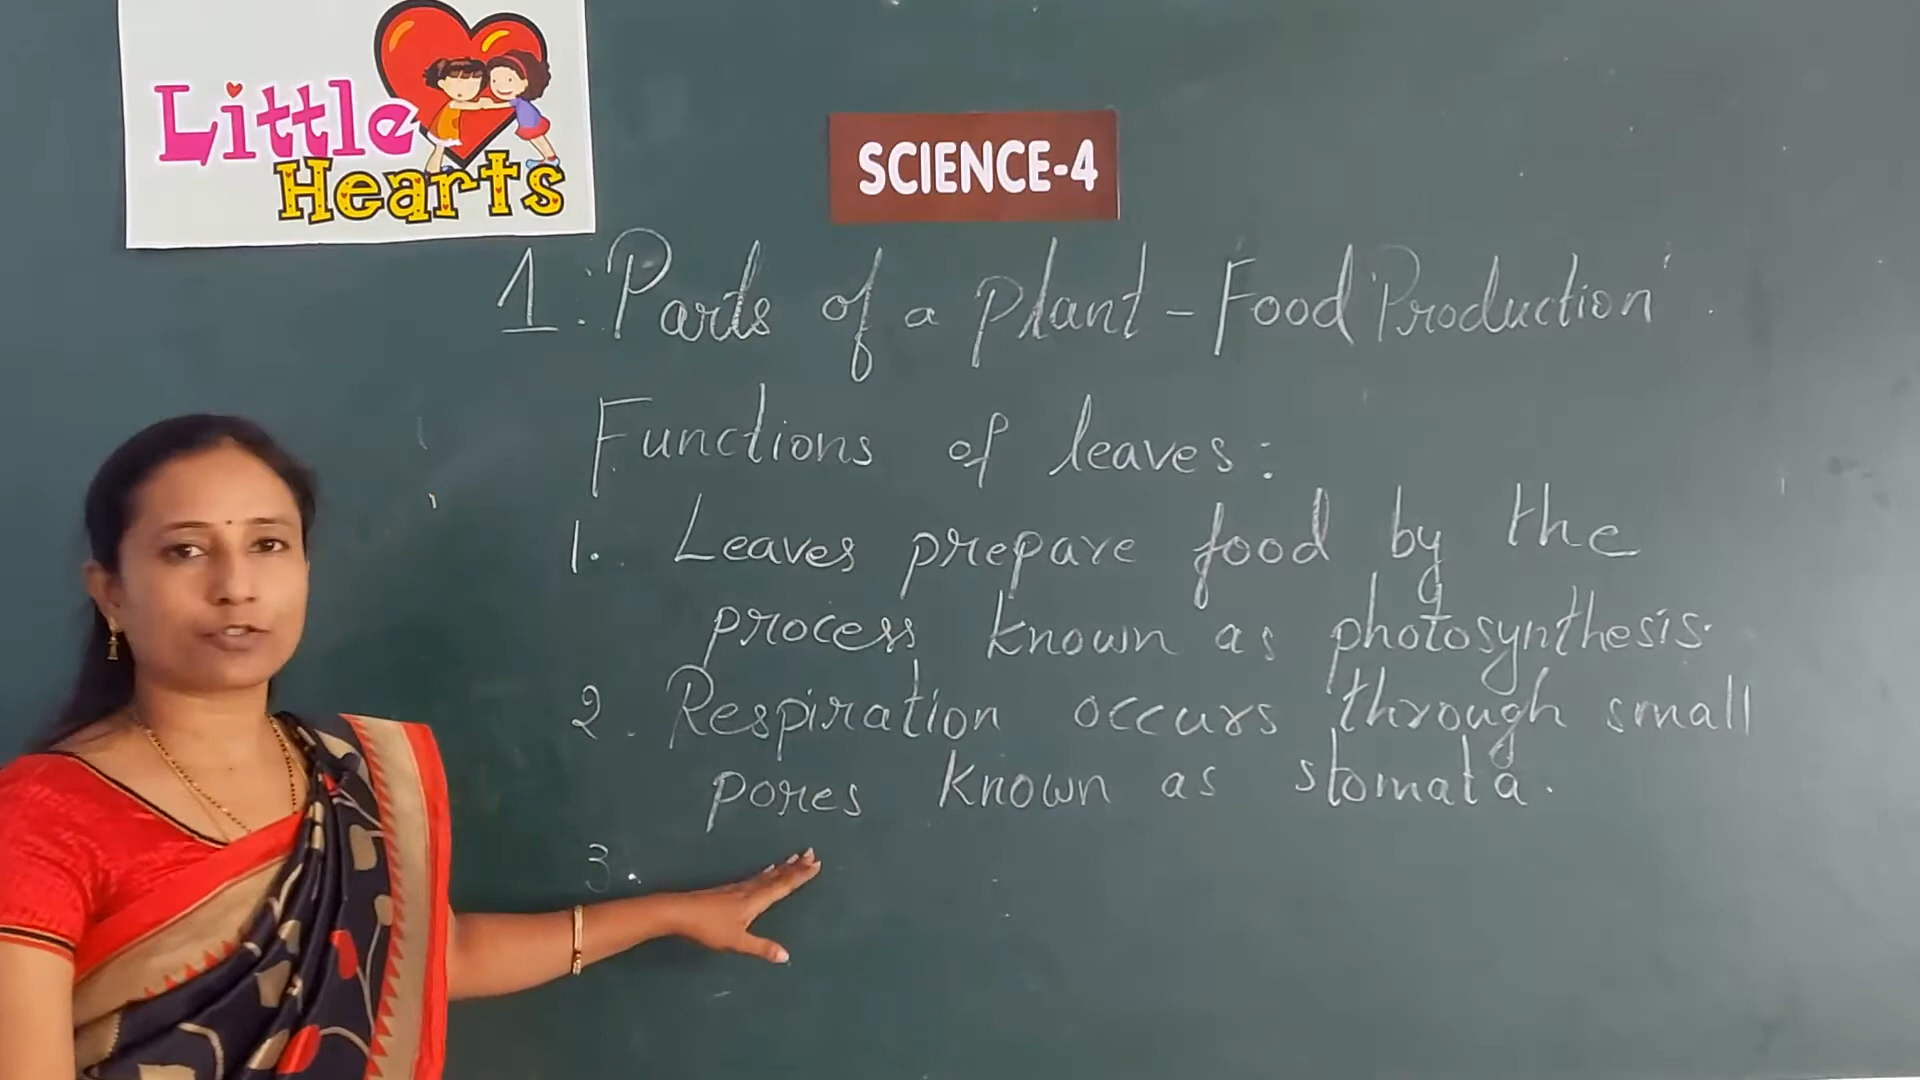 Little
Hearts
SCIENCE-4
1. Parts of a plant - Food Production
Functions of leaves:
1. Leaves prepare food by the
process known as photosynthesis.
2. Respiration occurs through small
pores known as stomata.
3.